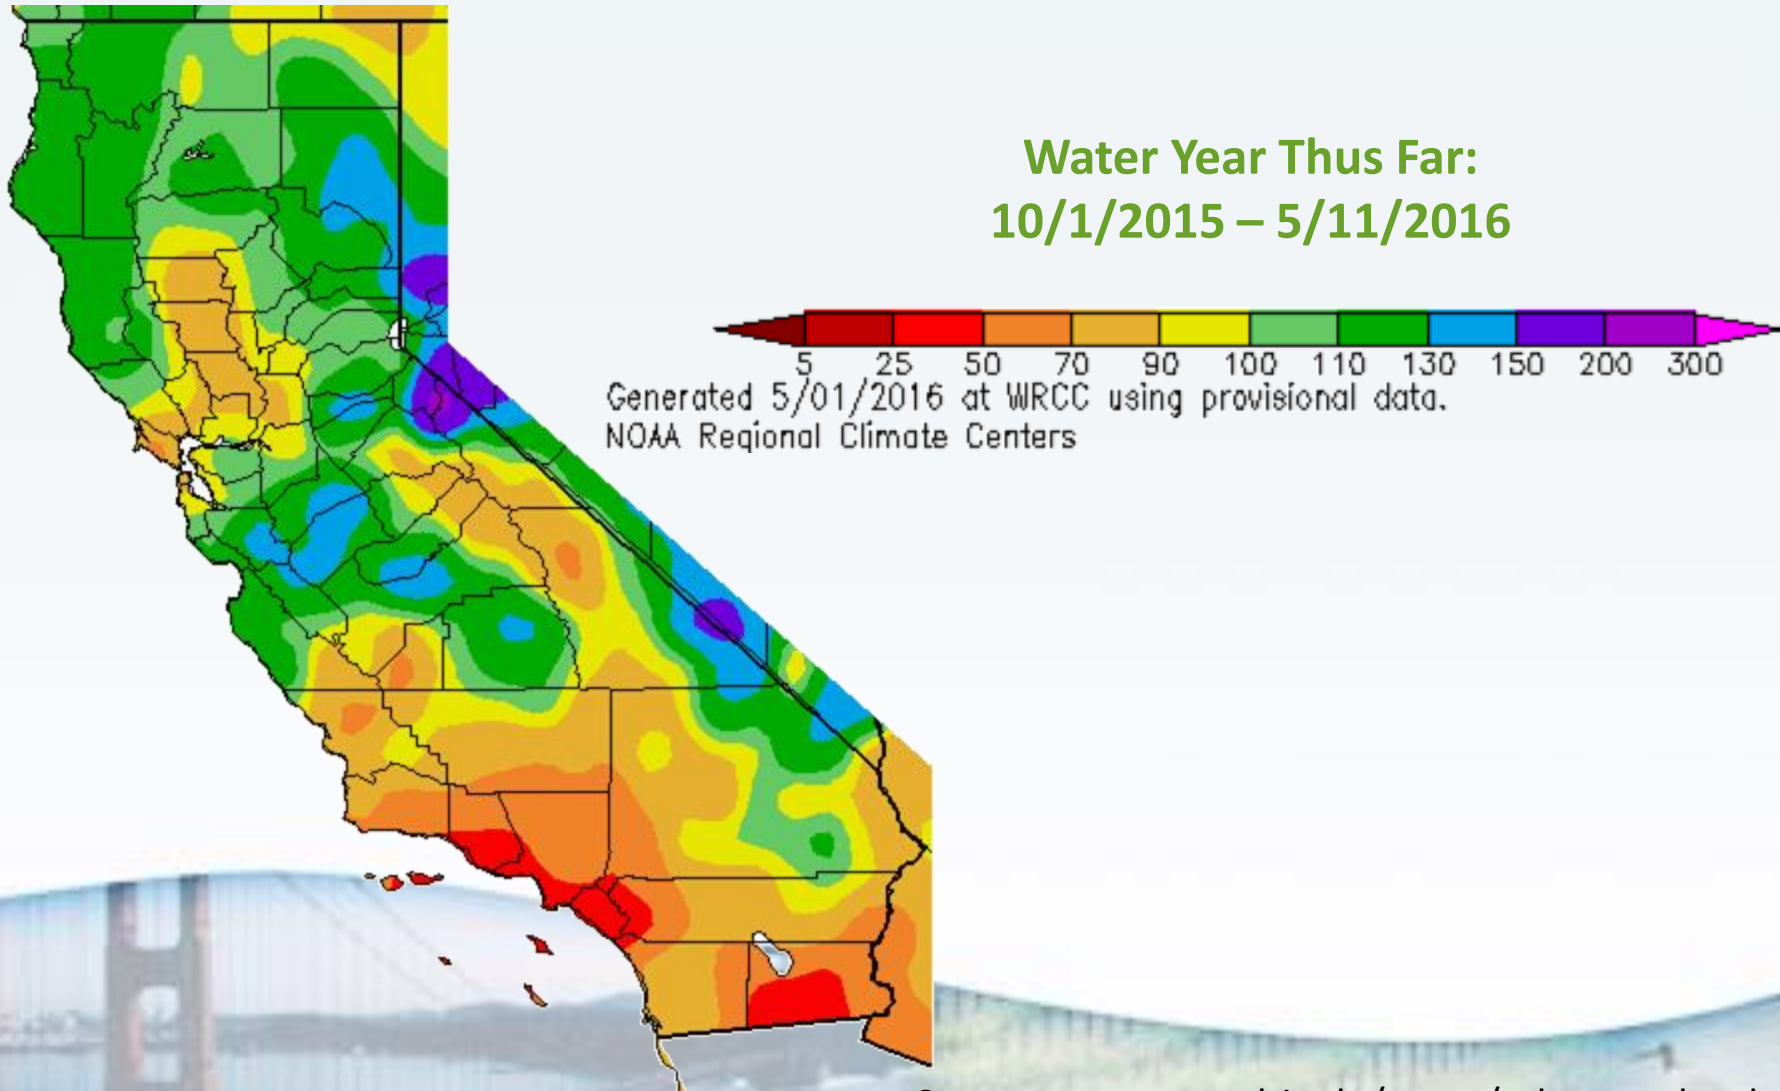 Water Year Thus Far:
10/1/2015 – 5/11/2016
5 25 50 70 90 100 110 130 150 200 300
Generated 5/01/2016 at WRCC using provisional data.
NOAA Regional Climate Centers